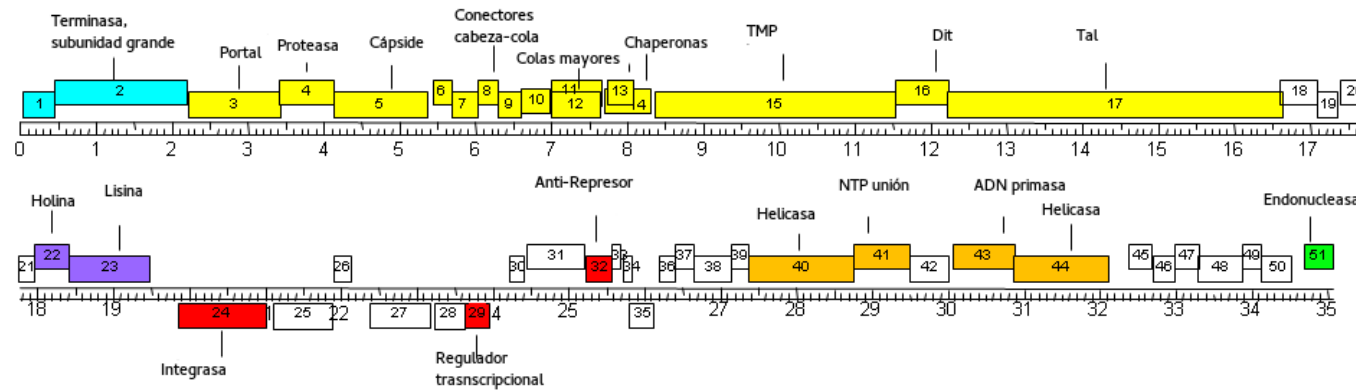 Terminasa,
subunidad grande
Portal
Proteasa
Cápside
Conectores
cabeza-cola
Colas mayores
Chaperonas
TMP
Dit
Tal
1 2 3 4 5 6 7 8 9 10 11 12 13 4 15 16 17 18 19
0 1 2 3 4 5 6 7 8 9 10 11 12 13 14 15 16 17
Holina
Lisina
Anti-Represor
Helicasa
NTP unión
ADN primasa
Helicasa
Endonucleasa
21 22 23 26 30 31 32 34 36 37 38 39 40 41 42 43 44 45 46 47 48 49 50 51
18 19 22 4 25 27 28 29 30 31 32 33 34 35
24 25 27 28 29 35
Integrasa
Regulador
trasnscripcional